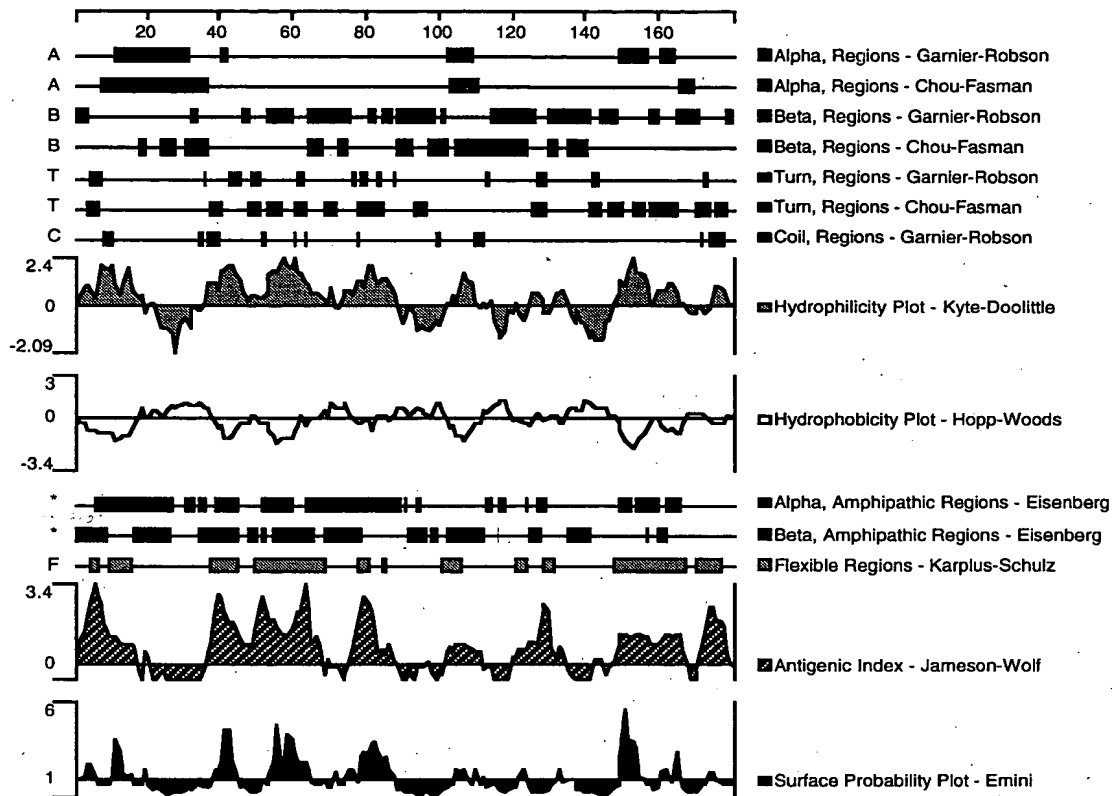 20 40 60 80 100 120 140 160
A Alpha, Regions - Garnier-Robson
A Alpha, Regions - Chou-Fasman
B Beta, Regions - Garnier-Robson
B Beta, Regions - Chou-Fasman
T Turn, Regions - Garnier-Robson
T Turn, Regions - Chou-Fasman
C Coil, Regions - Garnier-Robson
2.4
0 Hydrophilicity Plot - Kyte-Doolittle
-2.09
3
0 Hydrophobicity Plot - Hopp-Woods
-3.4
* Alpha, Amphipathic Regions - Eisenberg
* Beta, Amphipathic Regions - Eisenberg
F Flexible Regions - Karplus-Schulz
3.4
0 Antigenic Index - Jameson-Wolf
6
1 Surface Probability Plot - Emini